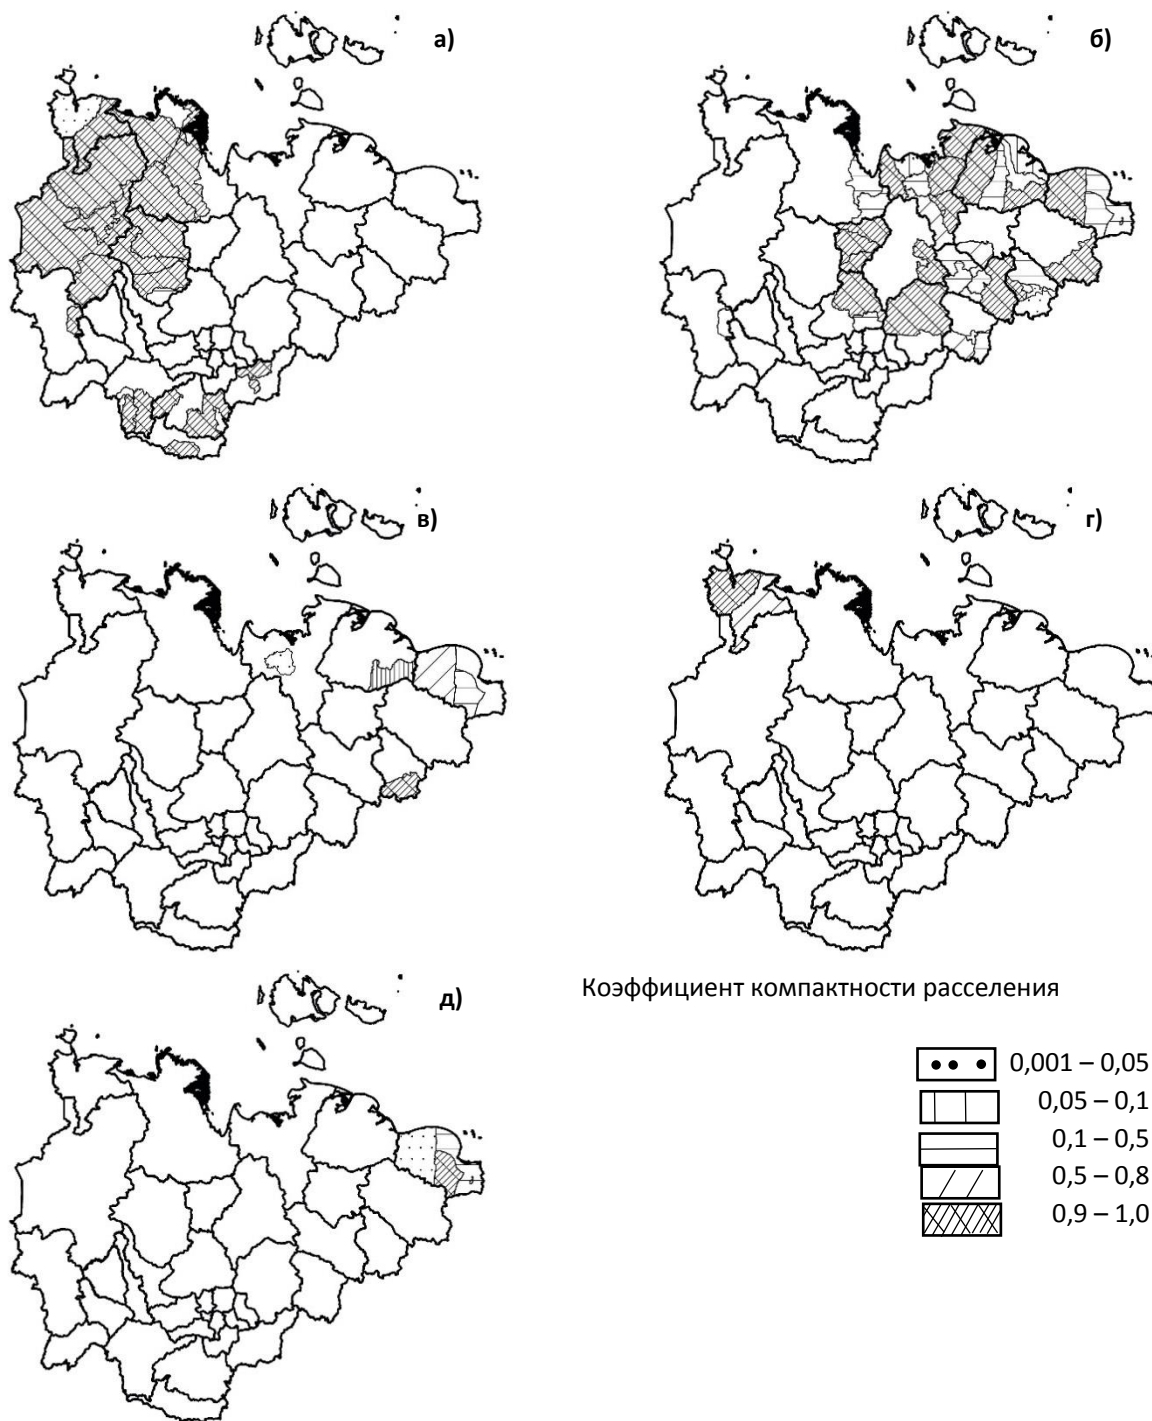 а)
б)
в)
г)
д)
Коэффициент компактности расселения
0,001 – 0,05
0,05 – 0,1
0,1 – 0,5
0,5 – 0,8
0,9 – 1,0